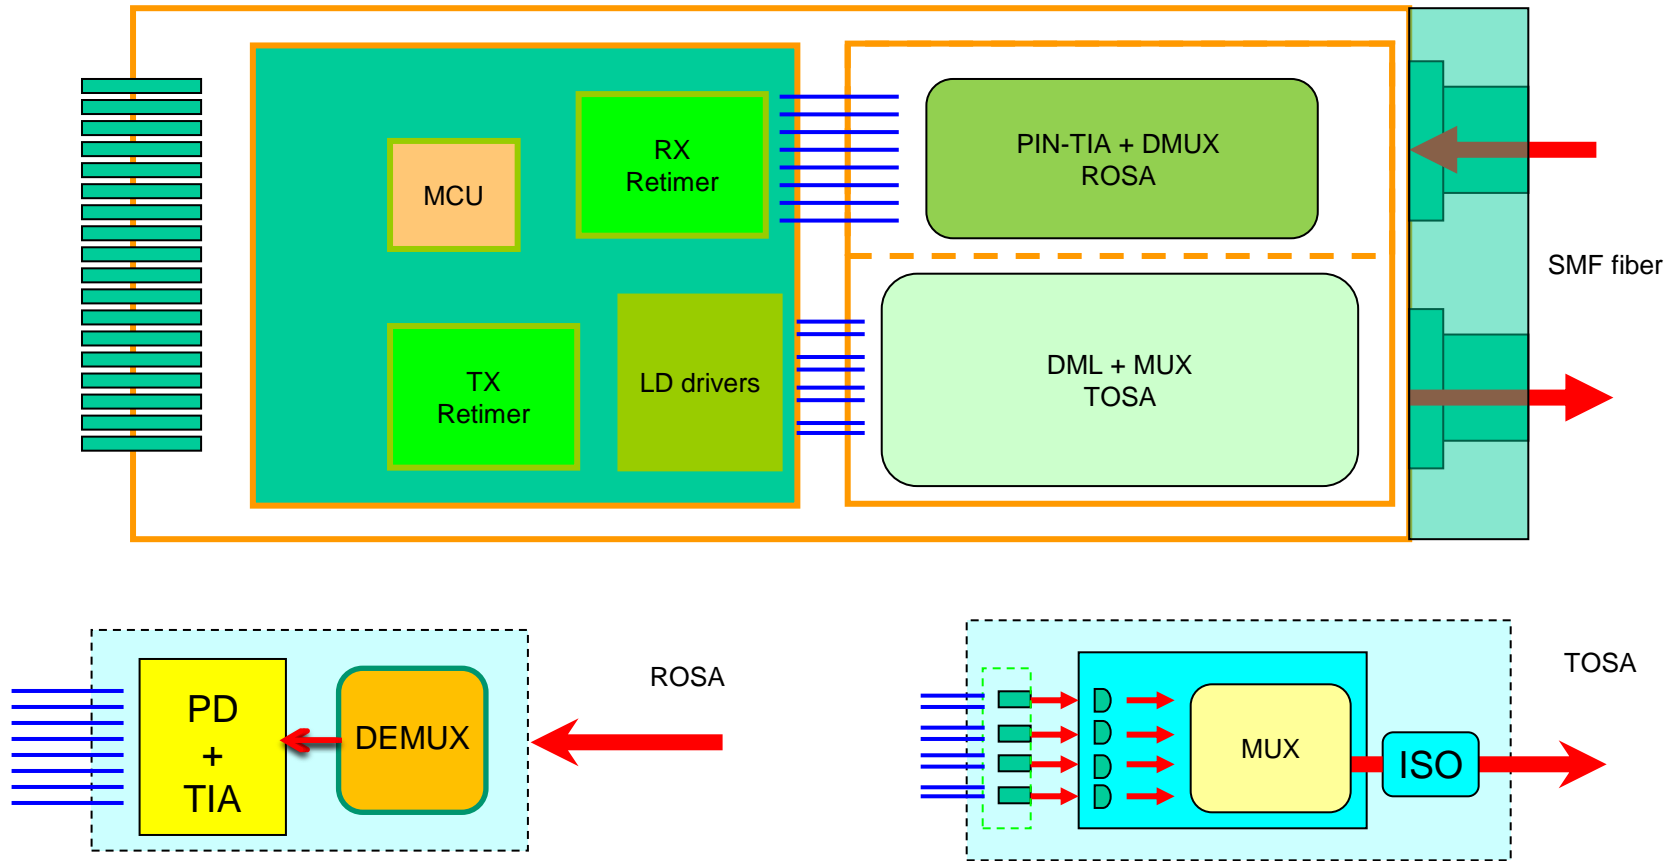 RX
Retimer
PIN-TIA + DMUX
ROSA
MCU
SMF fiber
TX
Retimer
LD drivers
DML + MUX
TOSA
PD
+
TIA
DEMUX
ROSA
MUX
ISO
TOSA